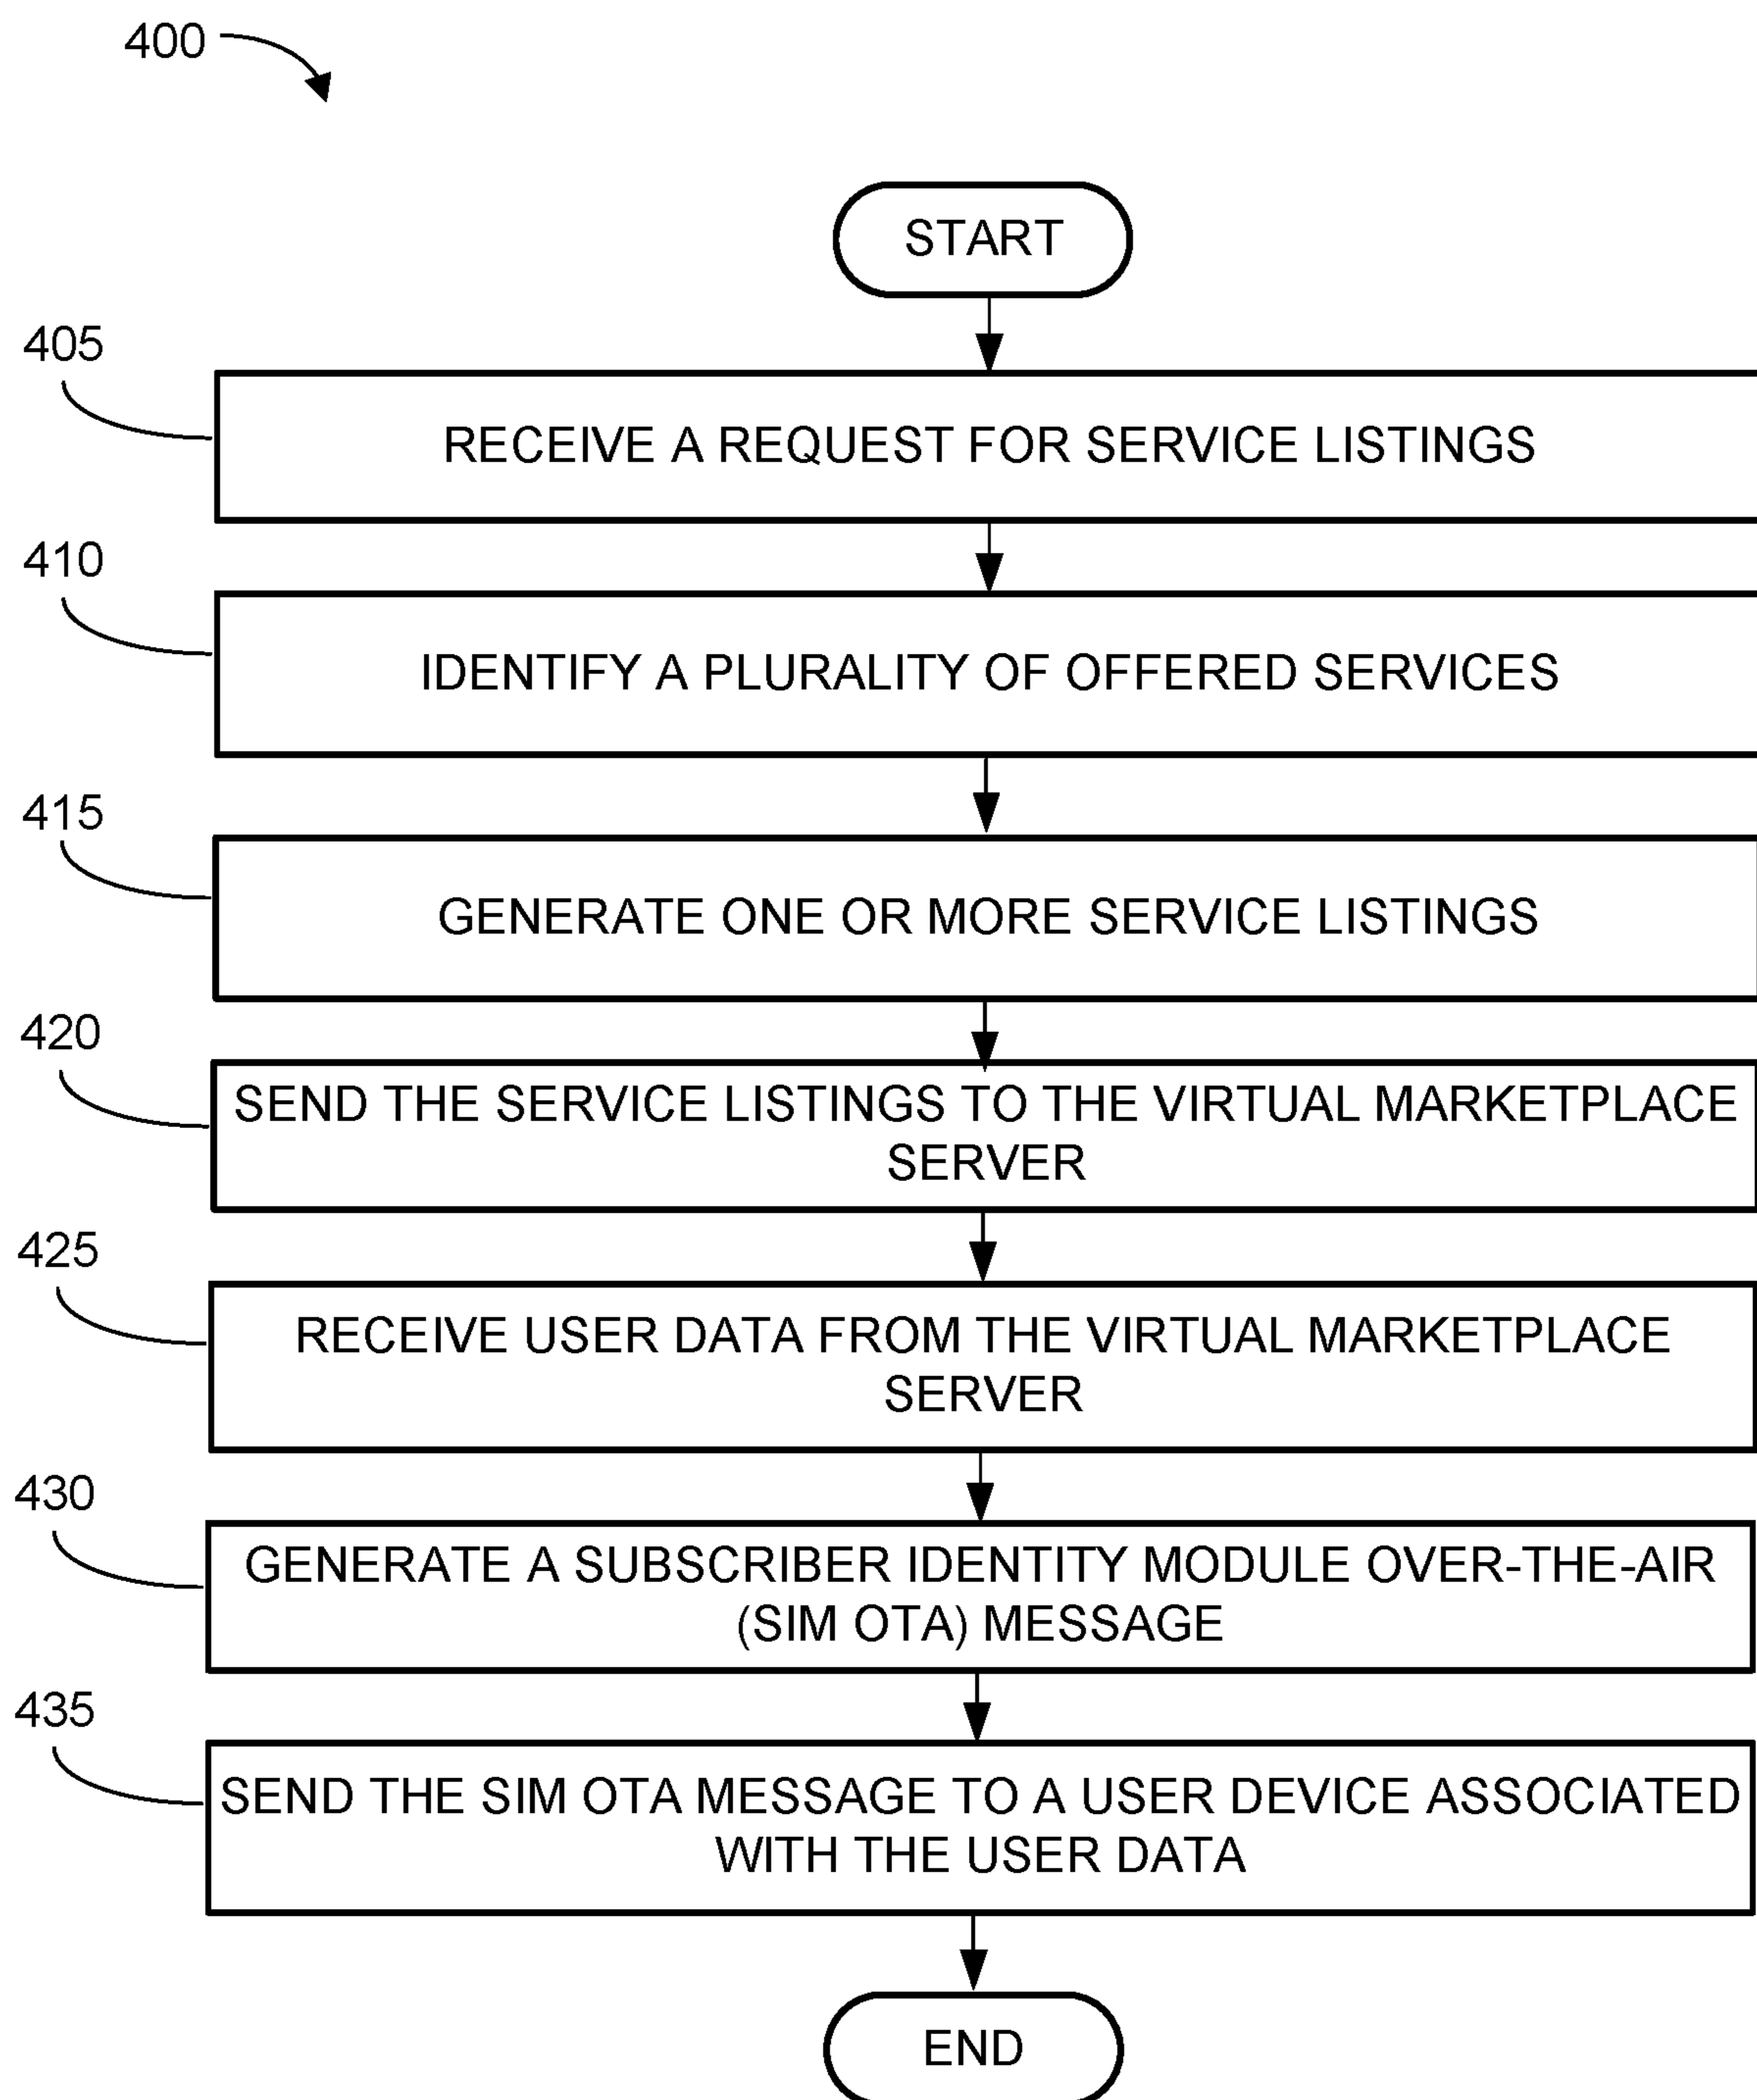 400
START
405
RECEIVE A REQUEST FOR SERVICE LISTINGS
410
IDENTIFY A PLURALITY OF OFFERED SERVICES
415
GENERATE ONE OR MORE SERVICE LISTINGS
420
SEND THE SERVICE LISTINGS TO THE VIRTUAL MARKETPLACE
SERVER
425
RECEIVE USER DATA FROM THE VIRTUAL MARKETPLACE
SERVER
430
GENERATE A SUBSCRIBER IDENTITY MODULE OVER-THE-AIR
(SIM OTA) MESSAGE
435
SEND THE SIM OTA MESSAGE TO A USER DEVICE ASSOCIATED
WITH THE USER DATA
END